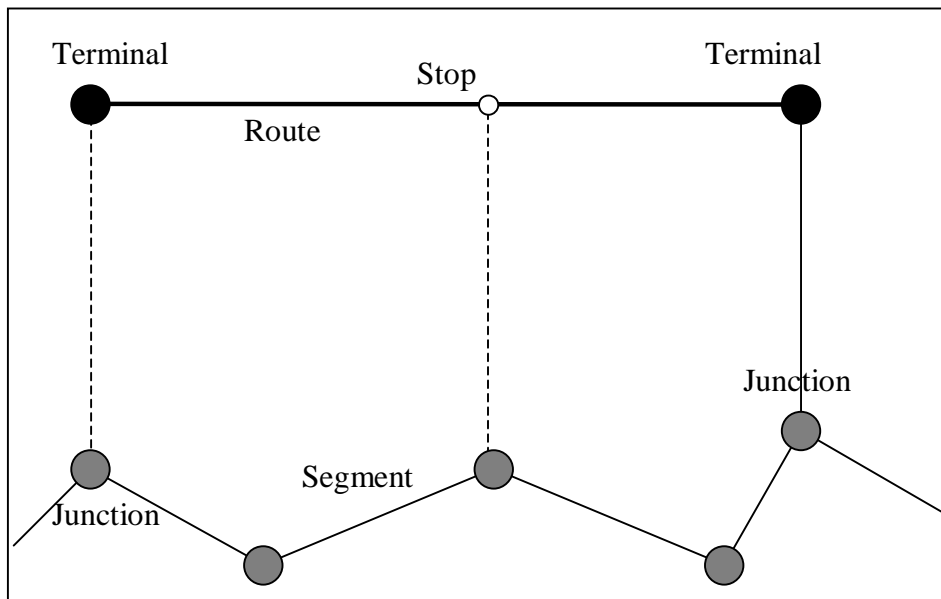 Terminal
Terminal
Stop
Route
Junction
Segment
Junction